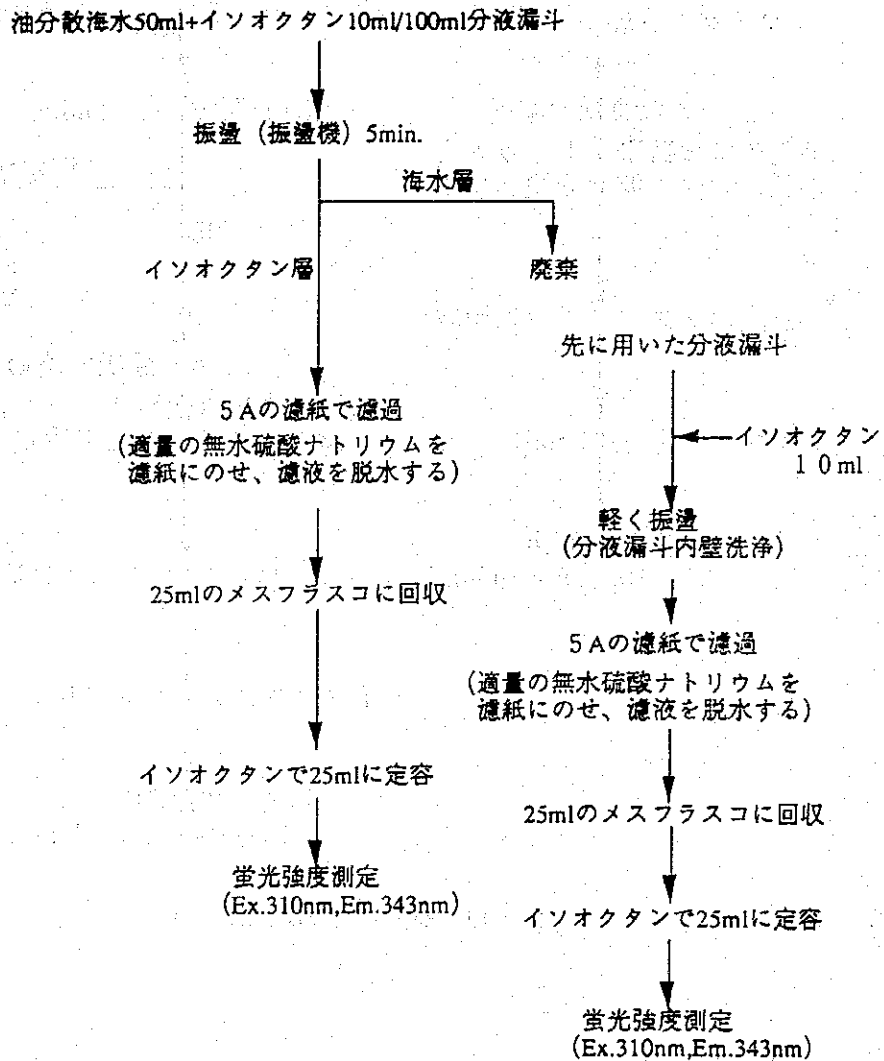 油分散海水50ml+イソオクタン10ml/100ml分液漏斗
振盪（振盪機）5min.
海水層
イソオクタン層
廃棄
5Aの濾紙で濾過
(適量の無水硫酸ナトリウムを
濾紙にのせ、濾液を脱水する)
25mlのメスフラスコに回収
イソオクタンで25mlに定容
蛍光強度測定
(Ex.310nm,Em.343nm)
先に用いた分液漏斗
イソオクタン
10ml
軽く振盪
(分液漏斗内壁洗浄)
5Aの濾紙で濾過
(適量の無水硫酸ナトリウムを
濾紙にのせ、濾液を脱水する)
25mlのメスフラスコに回収
イソオクタンで25mlに定容
蛍光強度測定
(Ex.310nm,Em.343nm)